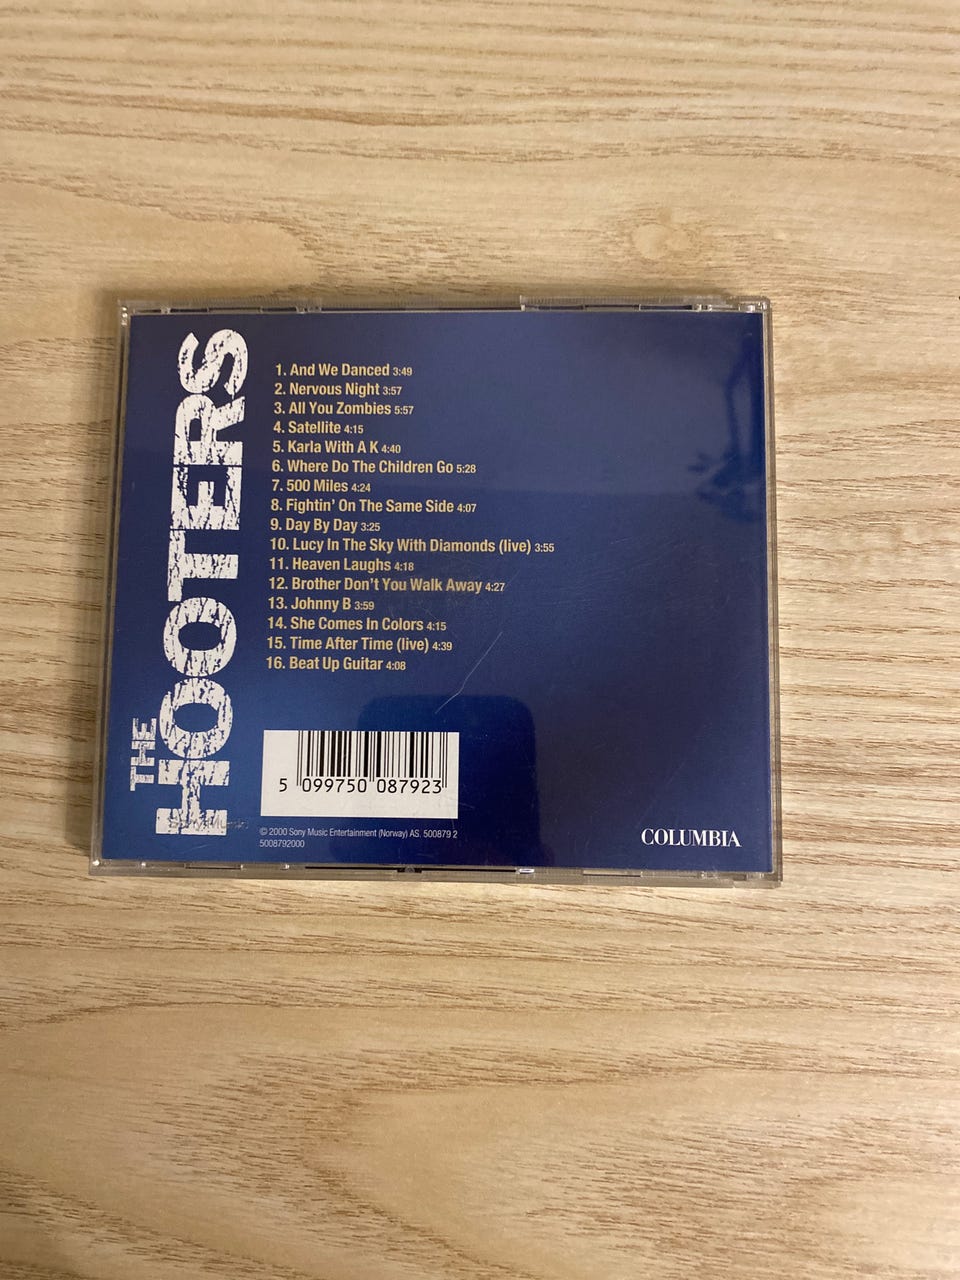 THE
HOOTERS
1. And We Danced 3:49
2. Nervous Night 3:57
3. All You Zombies 5:57
4. Satellite 4:15
5. Karla With A K 4:40
6. Where Do The Children Go 5:28
7. 500 Miles 4:24
8. Fightin' On The Same Side 4:07
9. Day By Day 3:25
10. Lucy In The Sky With Diamonds (live) 3:55
11. Heaven Laughs 4:18
12. Brother Don't You Walk Away 4:27
13. Johnny B 3:59
14. She Comes In Colors 4:15
15. Time After Time (live) 4:39
16. Beat Up Guitar 4:08
5 099750 087923
Sony Music
© 2000 Sony Music Entertainment (Norway) AS. 500879 2
5008792000
COLUMBIA